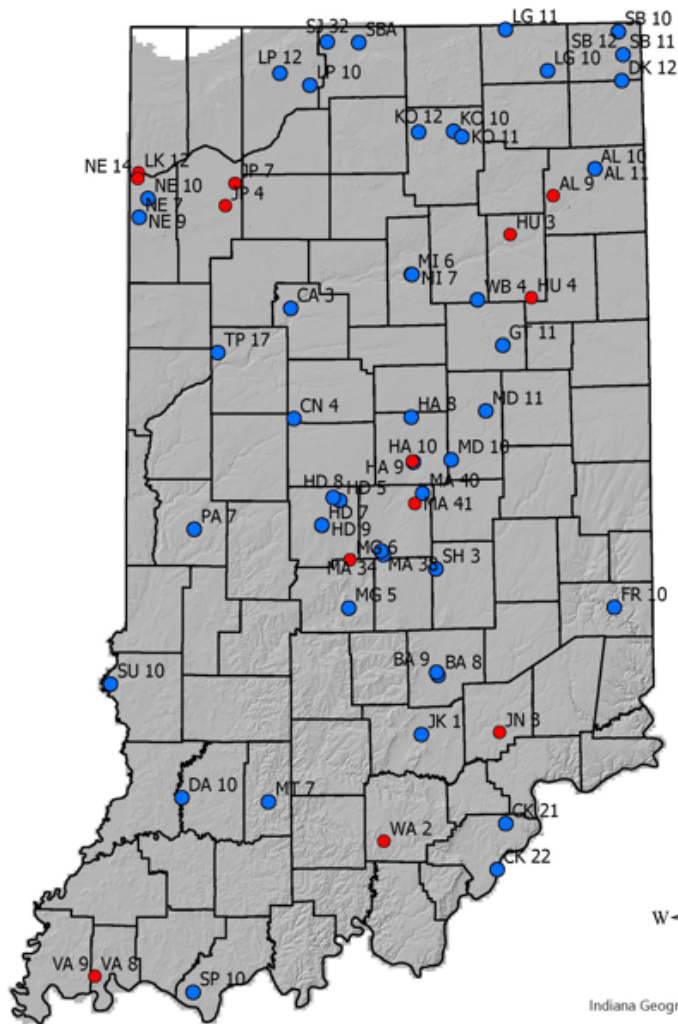 LG 11
SB 10
SJ 32
SBA
SB 12
SB 11
LP 12
LG 10
DK 12
LP 10
KO 12
KO 10
KO 11
NE 14
LK 12
AL 10
JP 7
AL 11
NE 10
AL 9
NE 7
JP 4
NE 9
HU 3
MI 6
MI 7
WB 4
HU 4
CA 3
GT 11
TP 17
CN 4
HA 8
MD 11
HA 10
MD 10
HA 9
HD 8
HD 5
MA 40
MA 41
HD 7
PA 7
HD 9
MG 6
MA 34
MA 38
SH 3
MG 5
FR 10
BA 9
BA 8
SU 10
JK 1
JN 3
DA 10
MT 7
CK 21
WA 2
CK 22
W
VA 9
VA 8
SP 10
Indiana Geogr